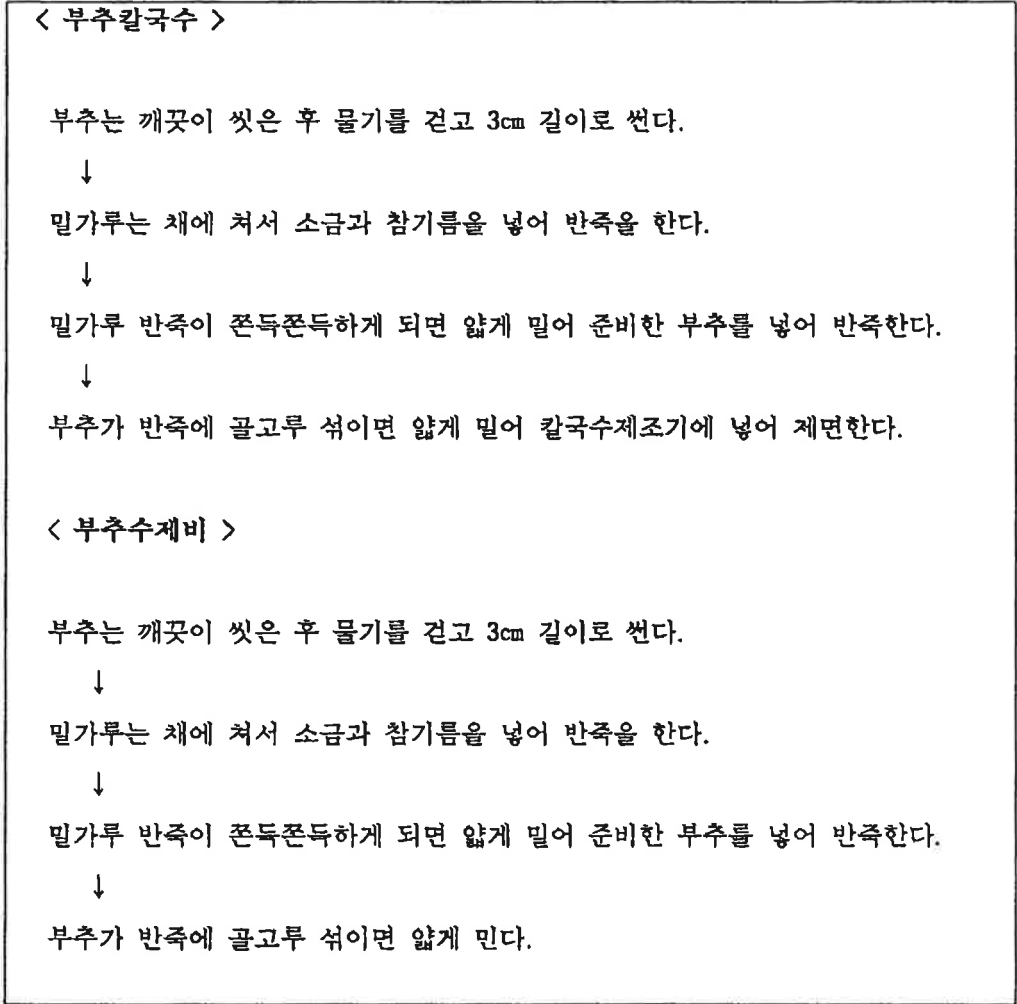 < 부추칼국수 >
부추는 깨끗이 씻은 후 물기를 걷고 3cm 길이로 썬다.
↓
밀가루는 채에 쳐서 소금과 참기름을 넣어 반죽을 한다.
↓
밀가루 반죽이 쫀득쫀득하게 되면 얇게 밀어 준비한 부추를 넣어 반죽한다.
↓
부추가 반죽에 골고루 섞이면 얇게 밀어 칼국수제조기에 넣어 제면한다.
< 부추수제비 >
부추는 깨끗이 씻은 후 물기를 걷고 3cm 길이로 썬다.
↓
밀가루는 채에 쳐서 소금과 참기름을 넣어 반죽을 한다.
↓
밀가루 반죽이 쫀득쫀득하게 되면 얇게 밀어 준비한 부추를 넣어 반죽한다.
↓
부추가 반죽에 골고루 섞이면 얇게 민다.